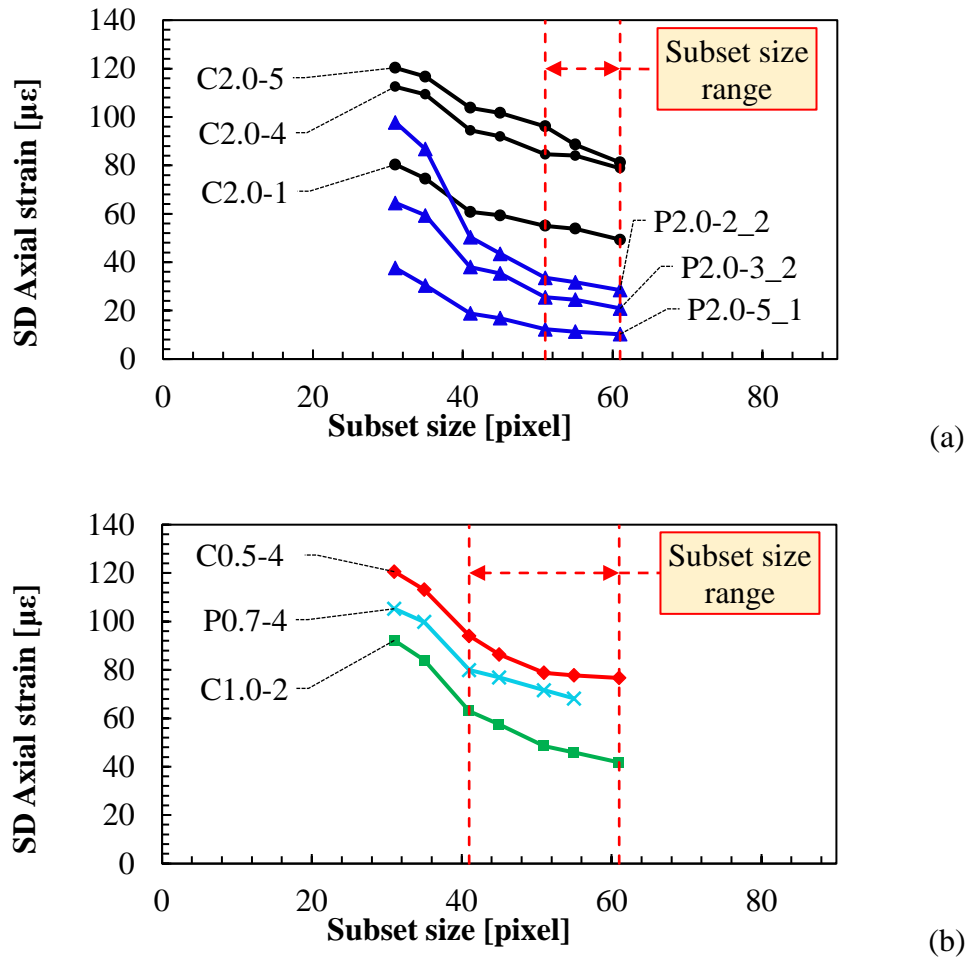 140
120
100
80
60
40
20
0
SD Axial strain [µε]
C2.0-5
C2.0-4
C2.0-1
Subset size
range
P2.0-2_2
P2.0-3_2
P2.0-5_1
0 20 40 60 80
Subset size [pixel]
(a)
140
120
100
80
60
40
20
0
SD Axial strain [µε]
C0.5-4
P0.7-4
C1.0-2
Subset size
range
0 20 40 60 80
Subset size [pixel]
(b)